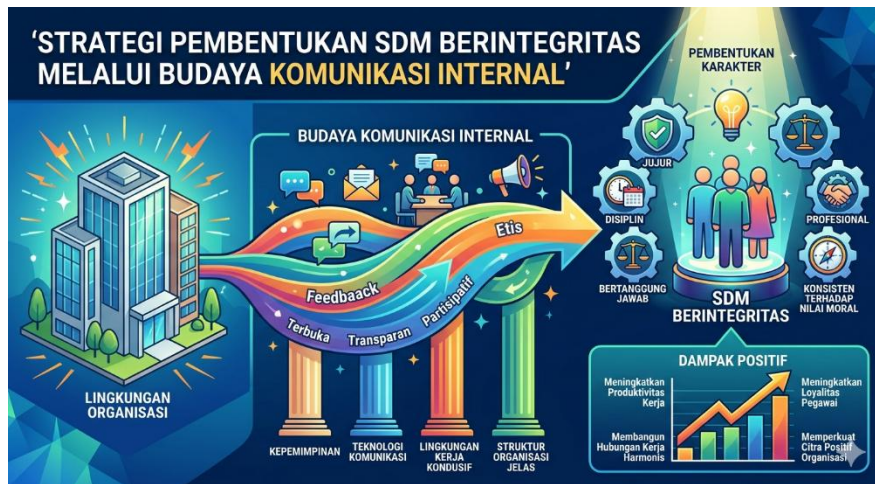 'STRATEGI PEMBENTUKAN SDM BERINTEGRITAS
MELALUI BUDAYA KOMUNIKASI INTERNAL'
LINGKUNGAN
ORGANISASI
BUDAYA KOMUNIKASI INTERNAL
Feedbaack
Terbuka
Transparan
Partisipatif
Etis
KEPEMIMPINAN
TEKNOLOGI
KOMUNIKASI
LINGKUNGAN
KERJA
KONDUSIF
STRUKTUR
ORGANISASI
JELAS
PEMBENTUKAN
KARAKTER
JUJUR
DISIPLIN
PROFESIONAL
BERTANGGUNG
JAWAB
KONSISTEN
TERHADAP
NILAI MORAL
SDM
BERINTEGRITAS
DAMPAK POSITIF
Meningkatkan
Produktivitas
Kerja
Meningkatkan
Loyalitas
Pegawai
Membangun
Hubungan Kerja
Harmonis
Memperkuat
Citra Positif
Organisasi